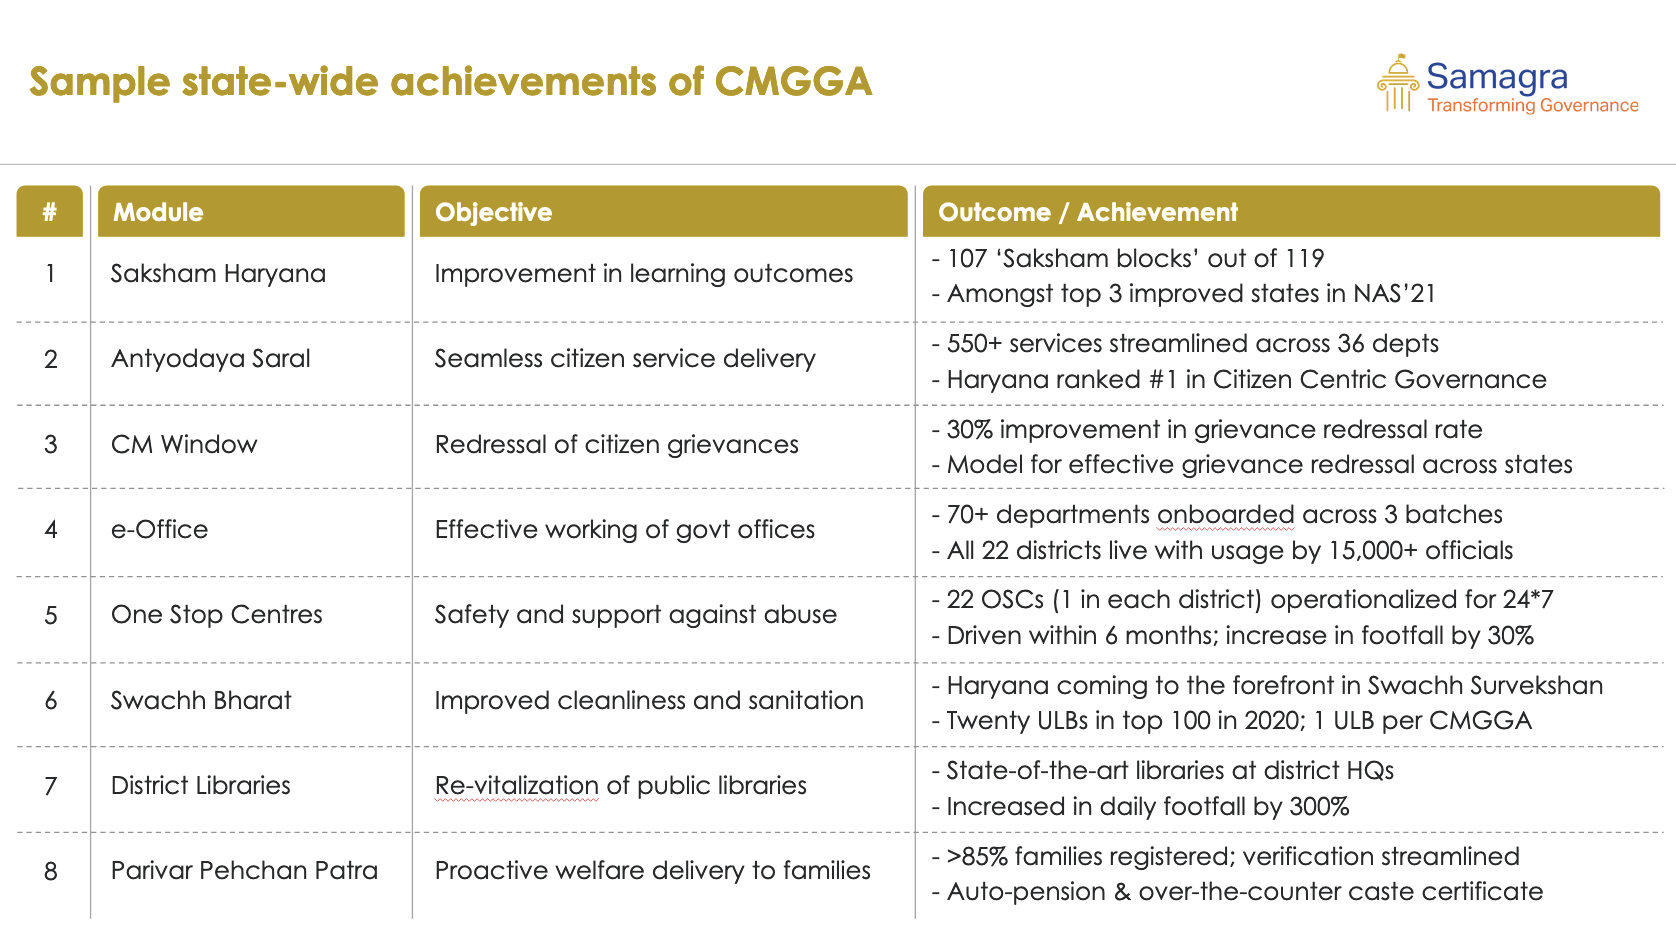 Sample state-wide achievements of CMGGA
Samagra
Transforming Governance
# Module Objective Outcome / Achievement
1 Saksham Haryana Improvement in learning outcomes - 107 ‘Saksham blocks’ out of 119
- Amongst top 3 improved states in NAS’21
2 Antyodaya Saral Seamless citizen service delivery - 550+ services streamlined across 36 depts
- Haryana ranked #1 in Citizen Centric Governance
3 CM Window Redressal of citizen grievances - 30% improvement in grievance redressal rate
- Model for effective grievance redressal across states
4 e-Office Effective working of govt offices - 70+ departments onboarded across 3 batches
- All 22 districts live with usage by 15,000+ officials
5 One Stop Centres Safety and support against abuse - 22 OSCs (1 in each district) operationalized for 24*7
- Driven within 6 months; increase in footfall by 30%
6 Swachh Bharat Improved cleanliness and sanitation - Haryana coming to the forefront in Swachh Survekshan
- Twenty ULBs in top 100 in 2020; 1 ULB per CMGGA
7 District Libraries Re-vitalization of public libraries - State-of-the-art libraries at district HQs
- Increased in daily footfall by 300%
8 Parivar Pehchan Patra Proactive welfare delivery to families - >85% families registered; verification streamlined
- Auto-pension & over-the-counter caste certificate